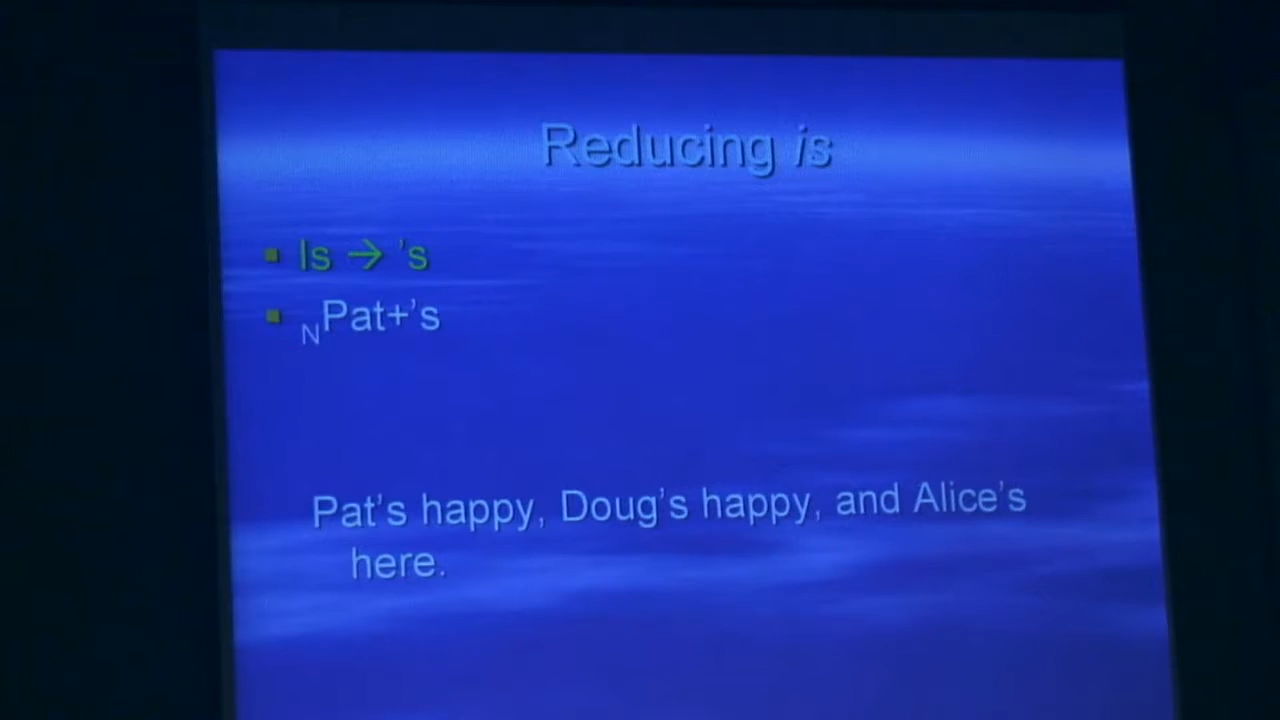 Reducing is
Is → 's
NPat+'s
Pat's happy, Doug's happy, and Alice's
here.